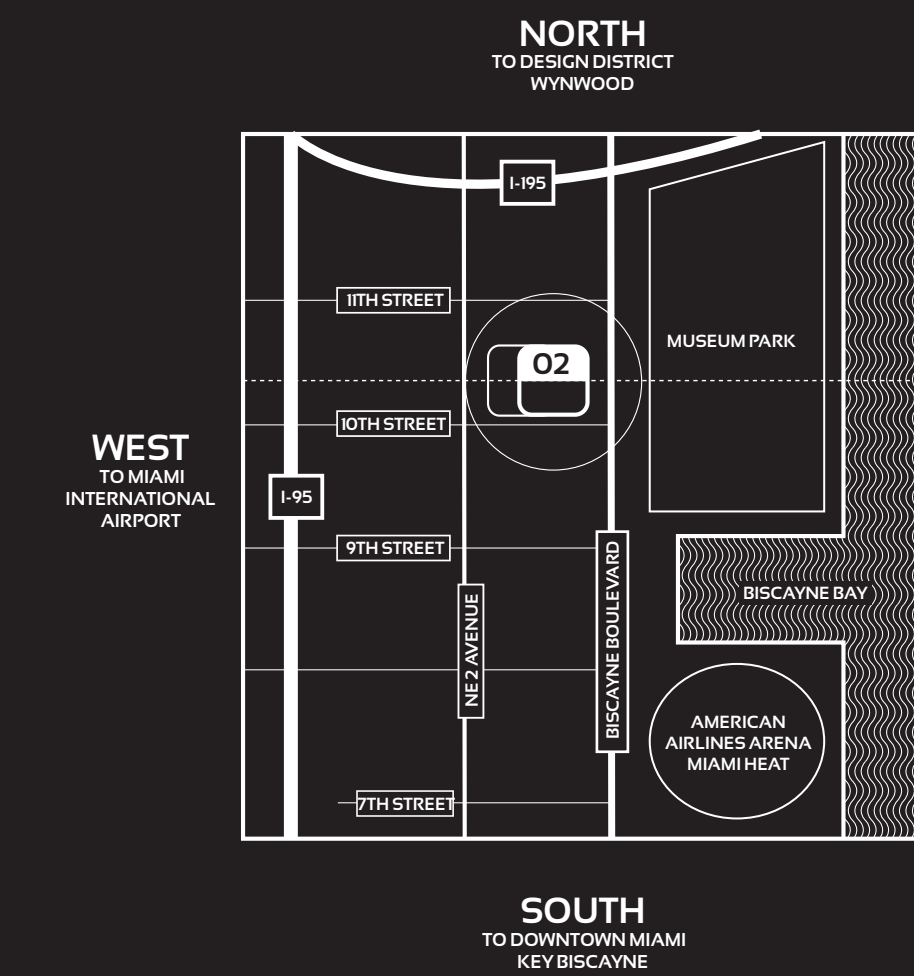 NORTH
TO DESIGN DISTRICT
WYNWOOD
I-195
11TH STREET
MUSEUM PARK
02
10TH STREET
WEST
TO MIAMI
INTERNATIONAL
AIRPORT
I-95
9TH STREET
BISCAYNE BOULEVARD
BISCAYNE BAY
NE 2 AVENUE
AMERICAN
AIRLINES ARENA
MIAMI HEAT
7TH STREET
SOUTH
TO DOWNTOWN MIAMI
KEY BISCAYNE